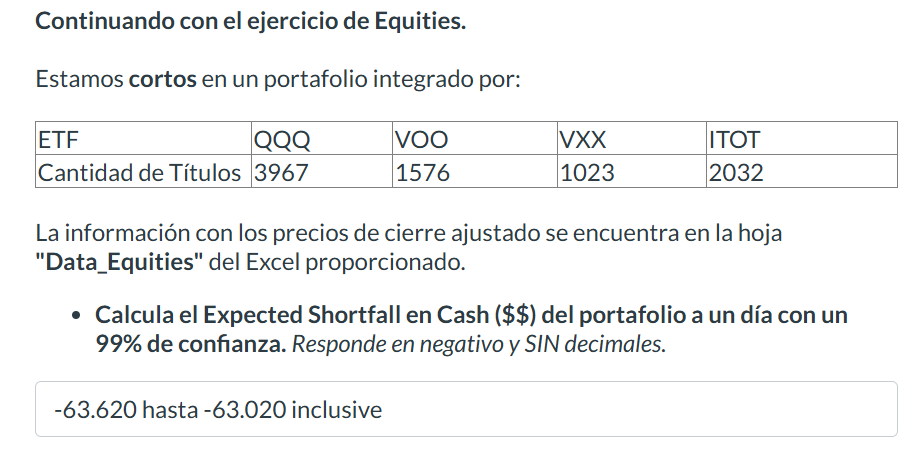 Continuando con el ejercicio de Equities.
Estamos cortos en un portafolio integrado por:
ETF QQQ VOO VXX ITOT
Cantidad de Títulos 3967 1576 1023 2032
La información con los precios de cierre ajustado se encuentra en la hoja
"Data_Equities" del Excel proporcionado.
• Calcula el Expected Shortfall en Cash ($$) del portafolio a un día con un
99% de confianza. Responde en negativo y SIN decimales.
-63.620 hasta -63.020 inclusive